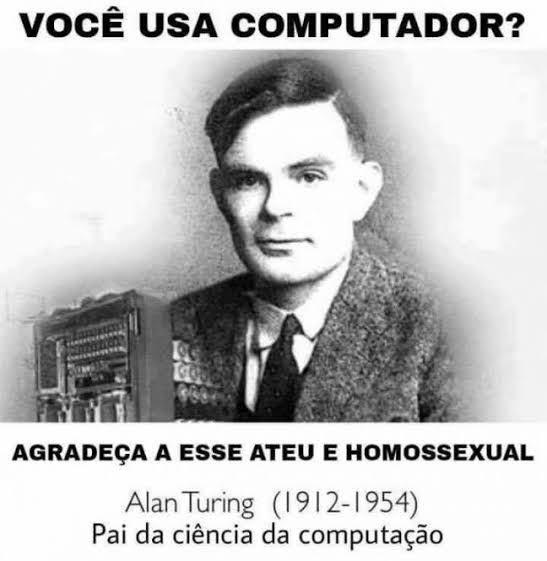 VOCÊ USA COMPUTADOR?
AGRADEÇA A ESSE ATEU E HOMOSSEXUAL
Alan Turing (1912-1954)
Pai da ciência da computação